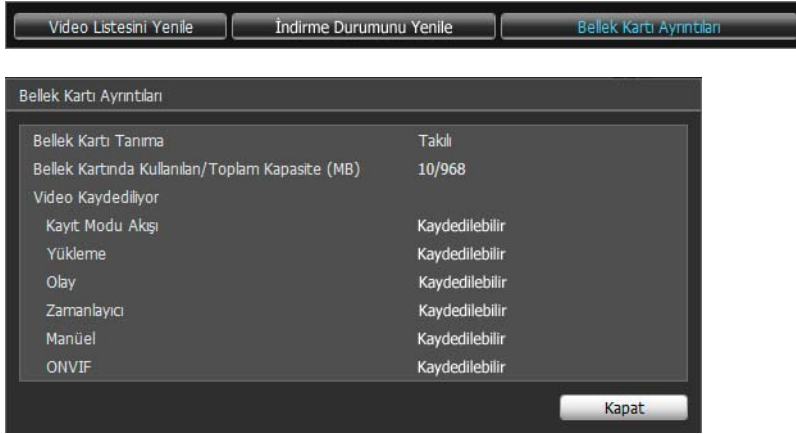 Video Listesini Yenile İndirme Durumunu Yenile Bellek Kartı Ayrıntıları
Bellek Kartı Ayrıntıları
Bellek Kartı Tanıma Takılı
Bellek Kartında Kullanılan/Toplam Kapasite (MB) 10/968
Video Kaydediliyor
Kayıt Modu Akışı Kaydedilebilir
Yükleme Kaydedilebilir
Olay Kaydedilebilir
Zamanlayıcı Kaydedilebilir
Manüel Kaydedilebilir
ONVIF Kaydedilebilir
Kapat